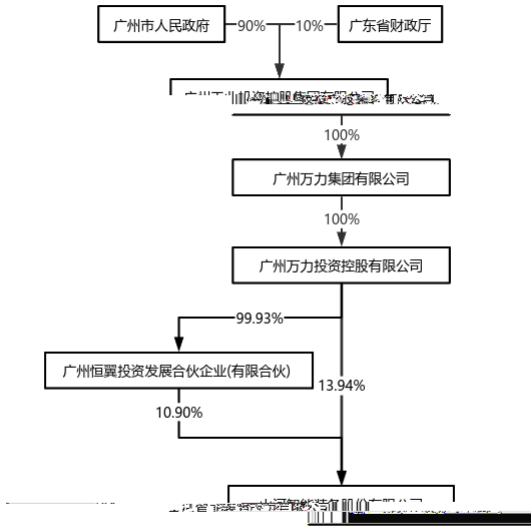 广州市人民政府 90% 10% 广东省财政厅
100%
广州万力集团有限公司
100%
广州万力投资控股有限公司
99.93%
广州恒翼投资发展合伙企业(有限合伙)
13.94%
10.90%